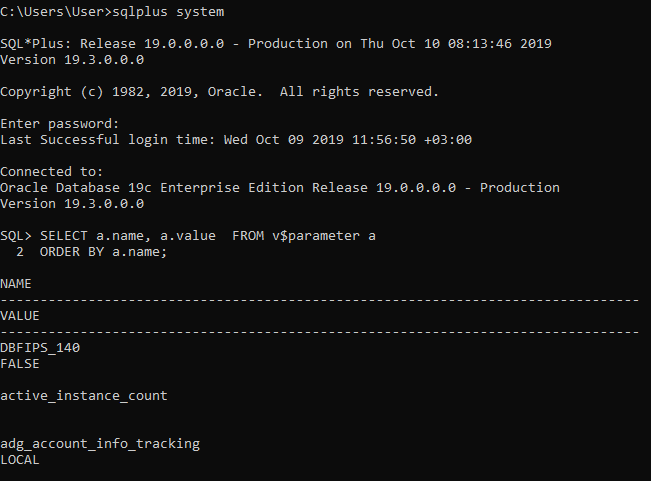 C:\Users\User>sqlplus system
SQL*Plus: Release 19.0.0.0.0 - Production on Thu Oct 10 08:13:46 2019
Version 19.3.0.0.0
Copyright (c) 1982, 2019, Oracle.  All rights reserved.
Enter password:
Last Successful login time: Wed Oct 09 2019 11:56:50 +03:00
Connected to:
Oracle Database 19c Enterprise Edition Release 19.0.0.0.0 - Production
Version 19.3.0.0.0
SQL> SELECT a.name, a.value  FROM v$parameter a
  2  ORDER BY a.name;
NAME
--------------------------------------------------------------------------------
VALUE
--------------------------------------------------------------------------------
DBFIPS_140
FALSE
active_instance_count
adg_account_info_tracking
LOCAL